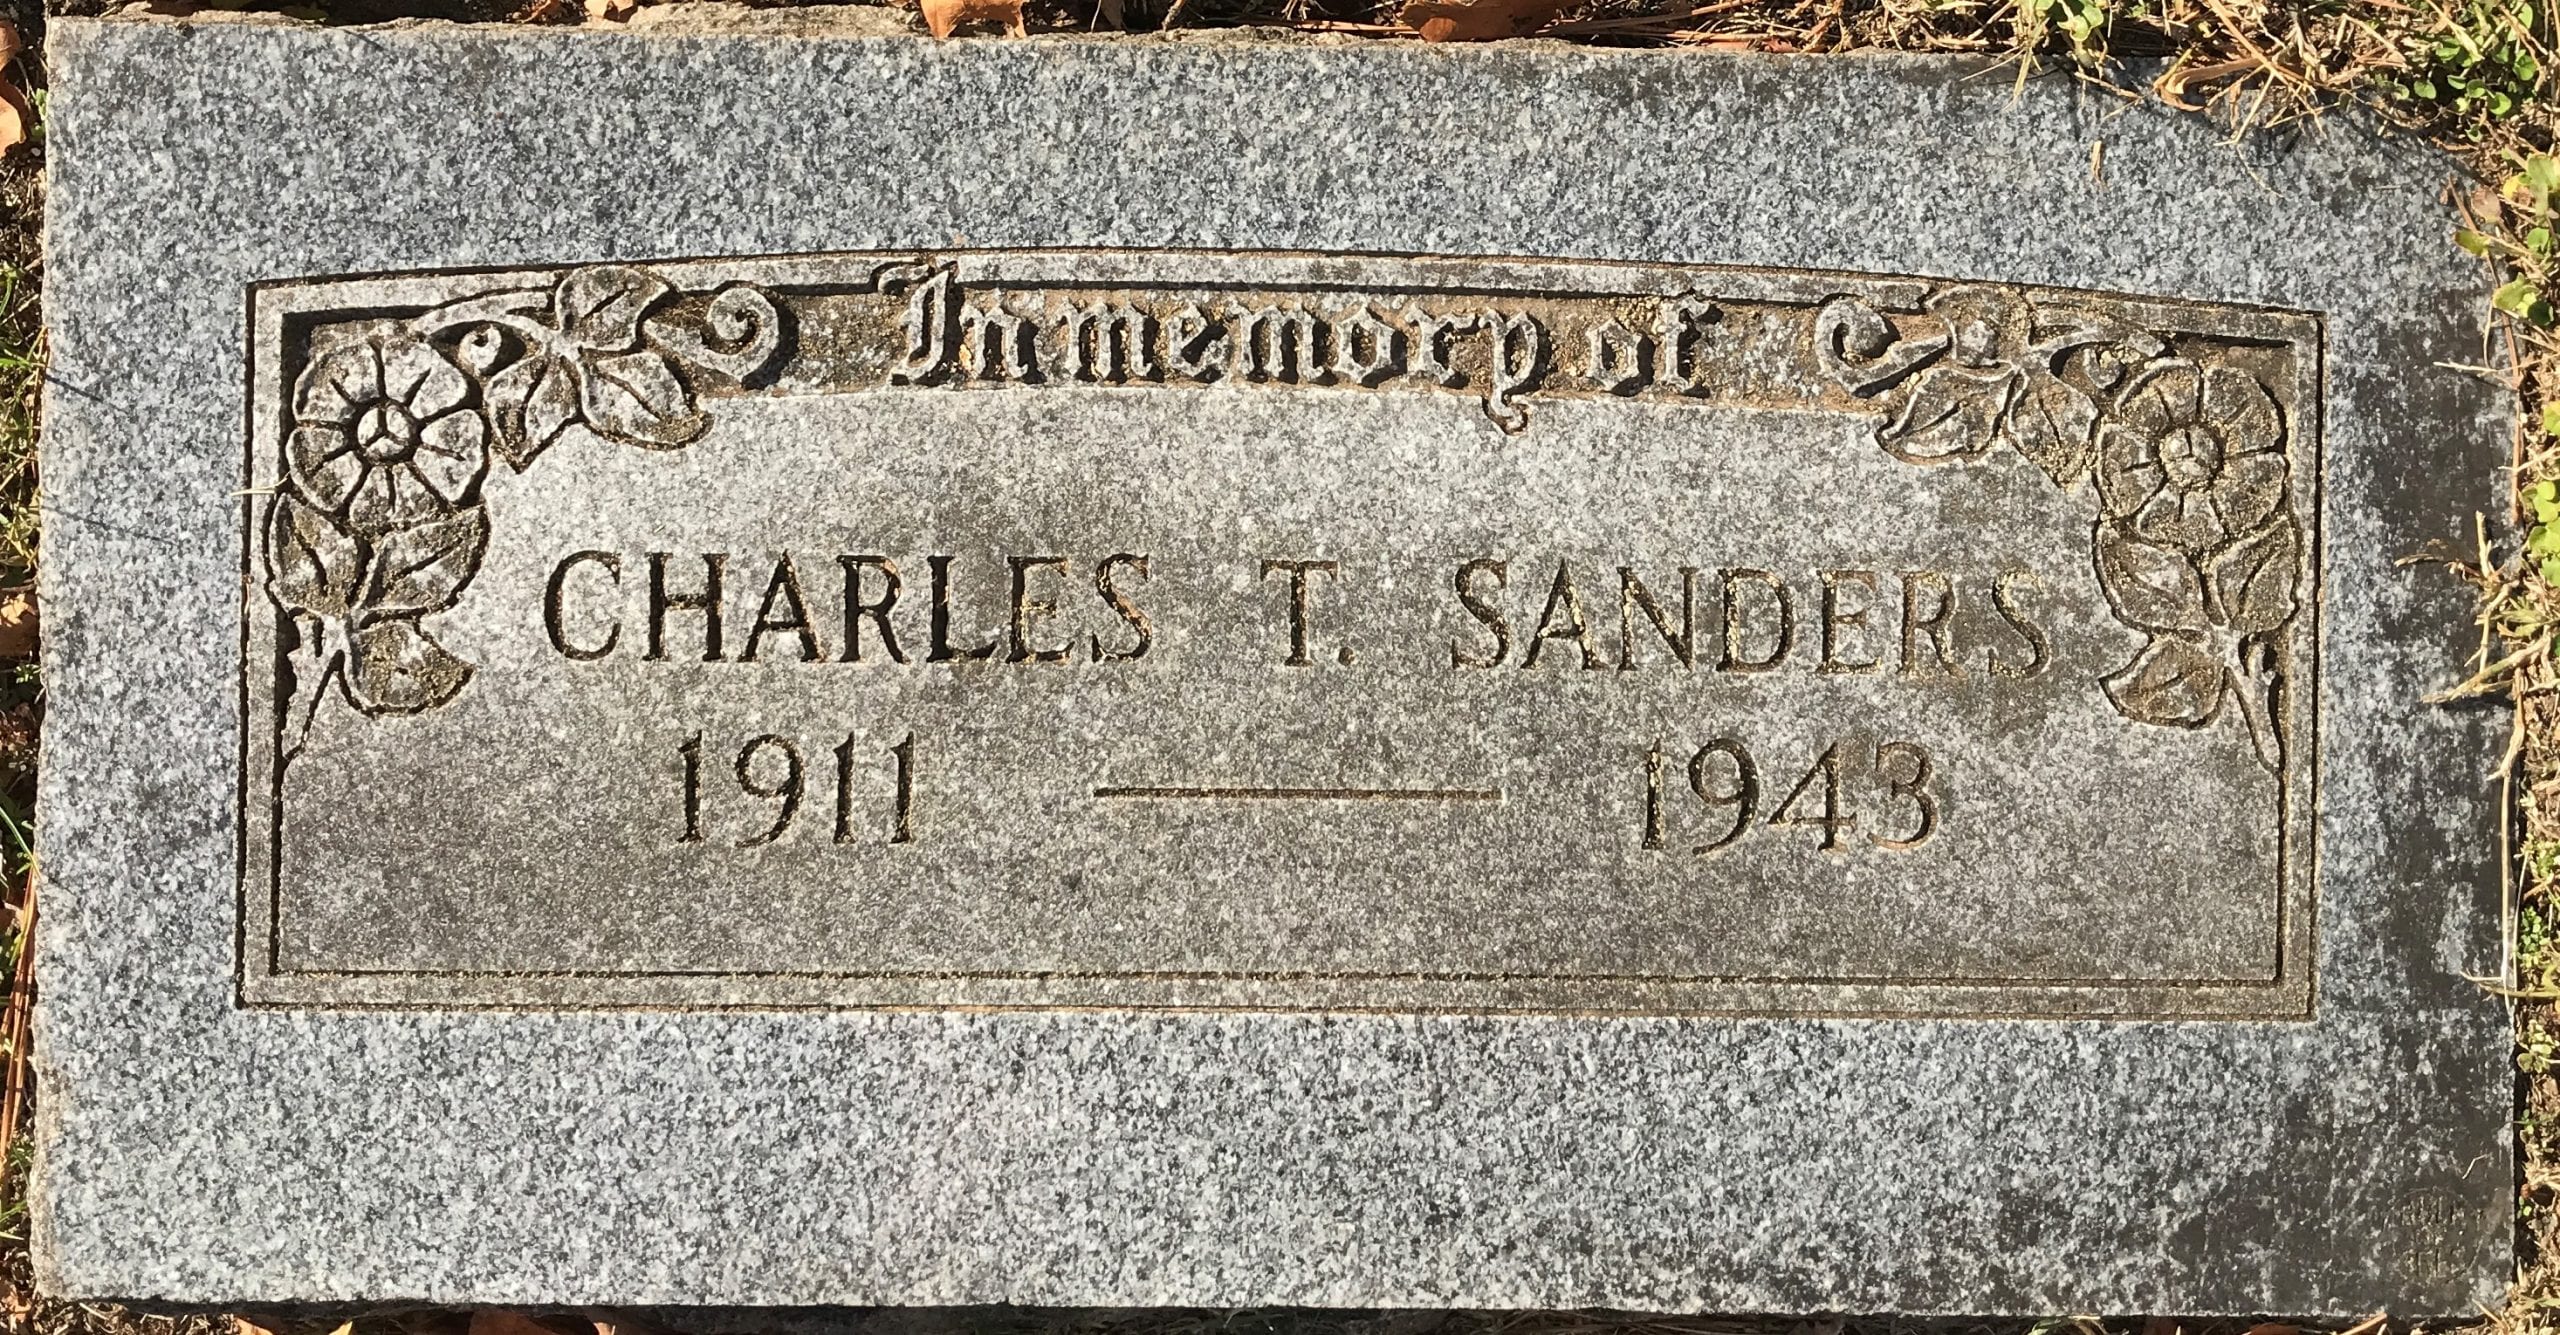 In memory of
CHARLES T. SANDERS
1911 — 1943